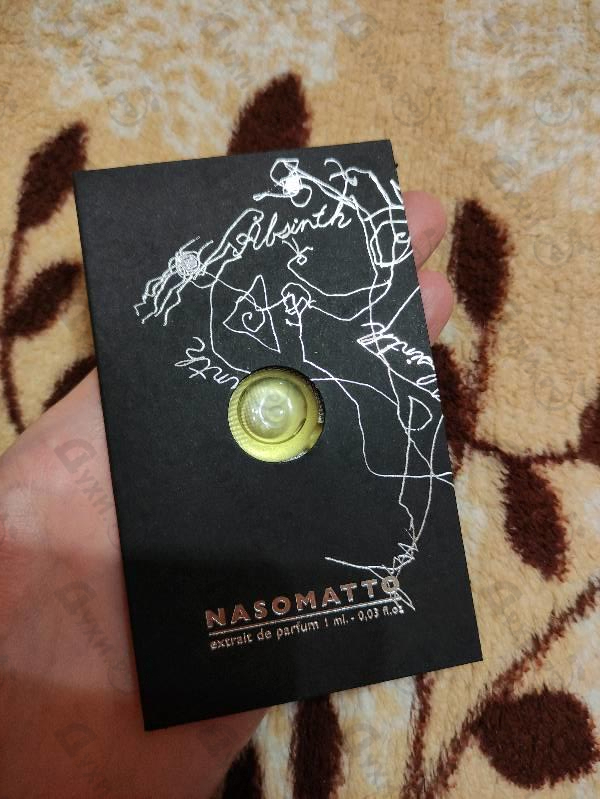 Absinth
NASOMATTO
extrait de parfum 1 ml. - 0,03 fl.oz